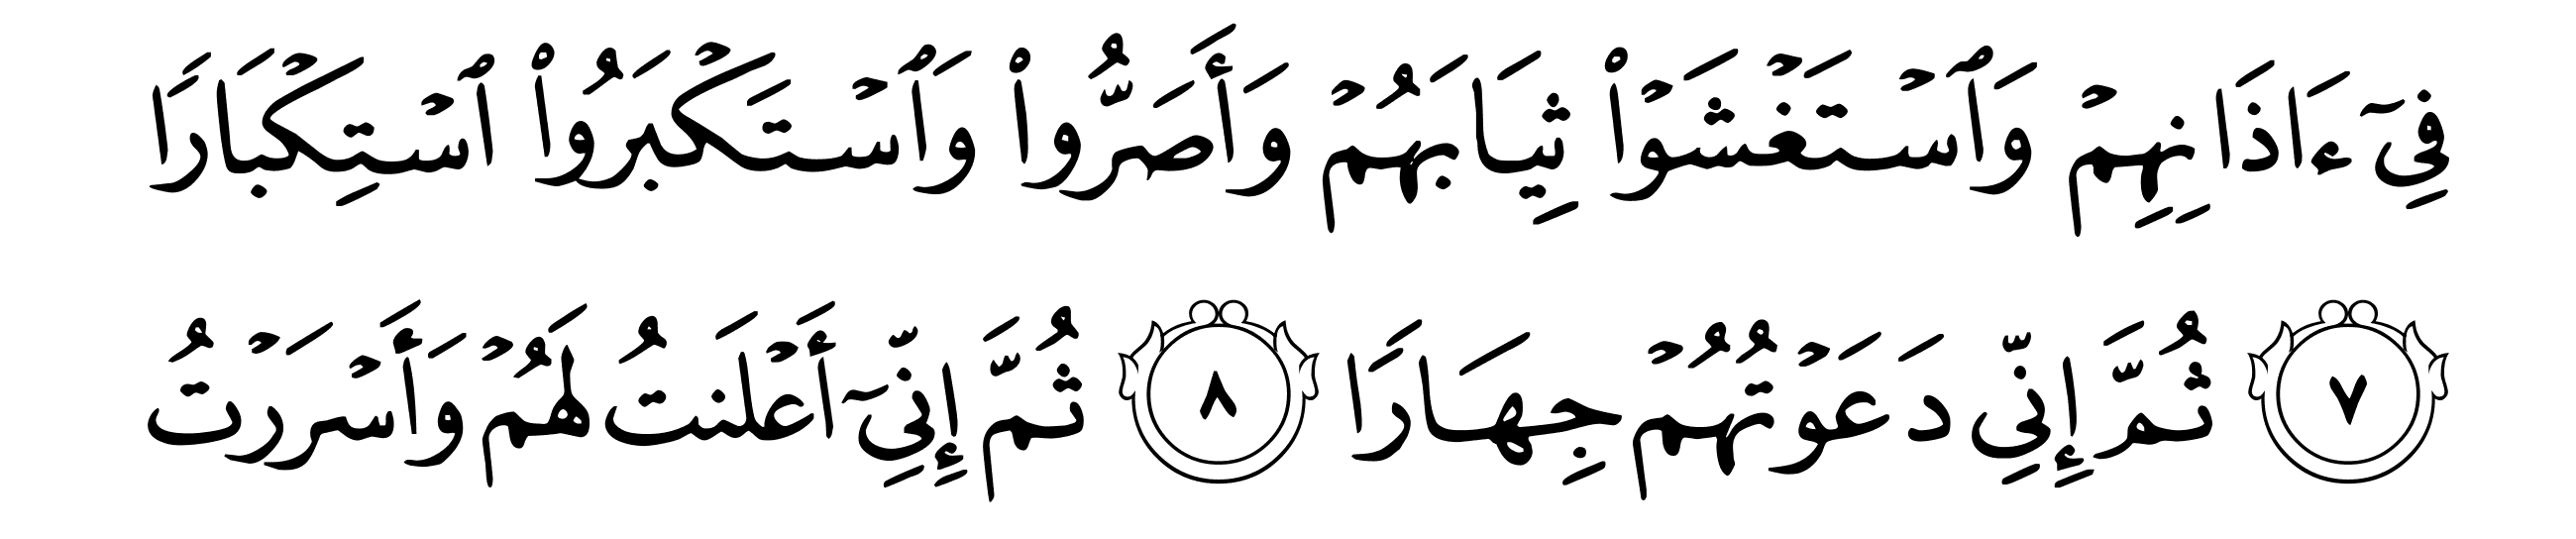 فِيٓ ءَاذَانِهِمۡ وَٱسۡتَغۡشَوۡاْ ثِيَابَهُمۡ وَأَصَرُّواْ وَٱسۡتَكۡبَرُواْ ٱسۡتِكۡبَارٗا
٧ ثُمَّ إِنِّي دَعَوۡتُهُمۡ جِهَارٗا ٨ ثُمَّ إِنِّيٓ أَعۡلَنتُ لَهُمۡ وَأَسۡرَرۡتُ